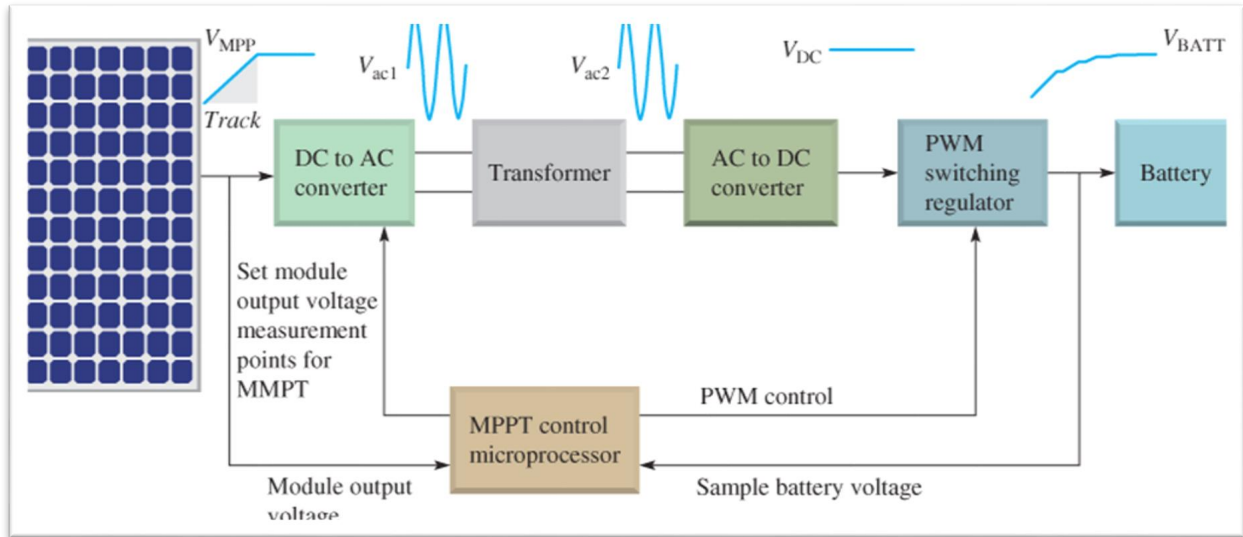 VMPP
Track
Vac1
Vac2
VDC
VBATT
DC to AC
converter
Transformer
AC to DC
converter
PWM
switching
regulator
Battery
Set module
output voltage
measurement
points for
MMPT
MPPT control
microprocessor
PWM control
Module output
voltage
Sample battery voltage